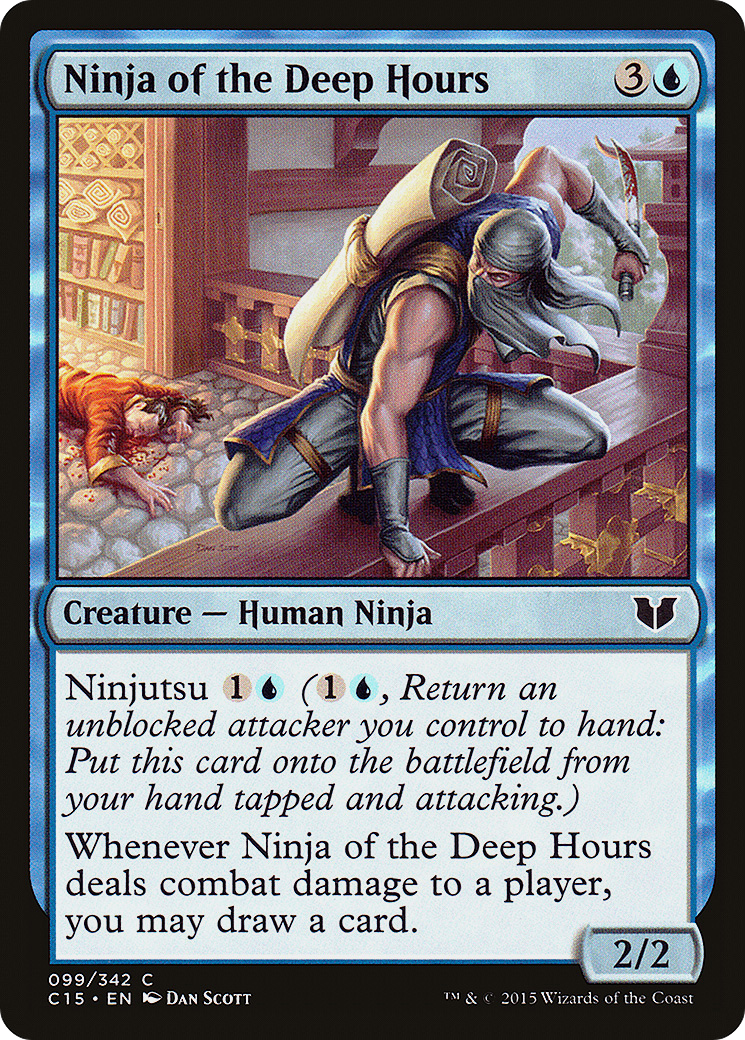 Ninja of the Deep Hours 3
Creature — Human Ninja
Ninjutsu 1 (1, Return an
unblocked attacker you control to hand:
Put this card onto the battlefield from
your hand tapped and attacking.)
Whenever Ninja of the Deep Hours
deals combat damage to a player,
you may draw a card.
2/2
099/342 C
C15 • EN Dan Scott
™ & © 2015 Wizards of the Coast
Dan Scott